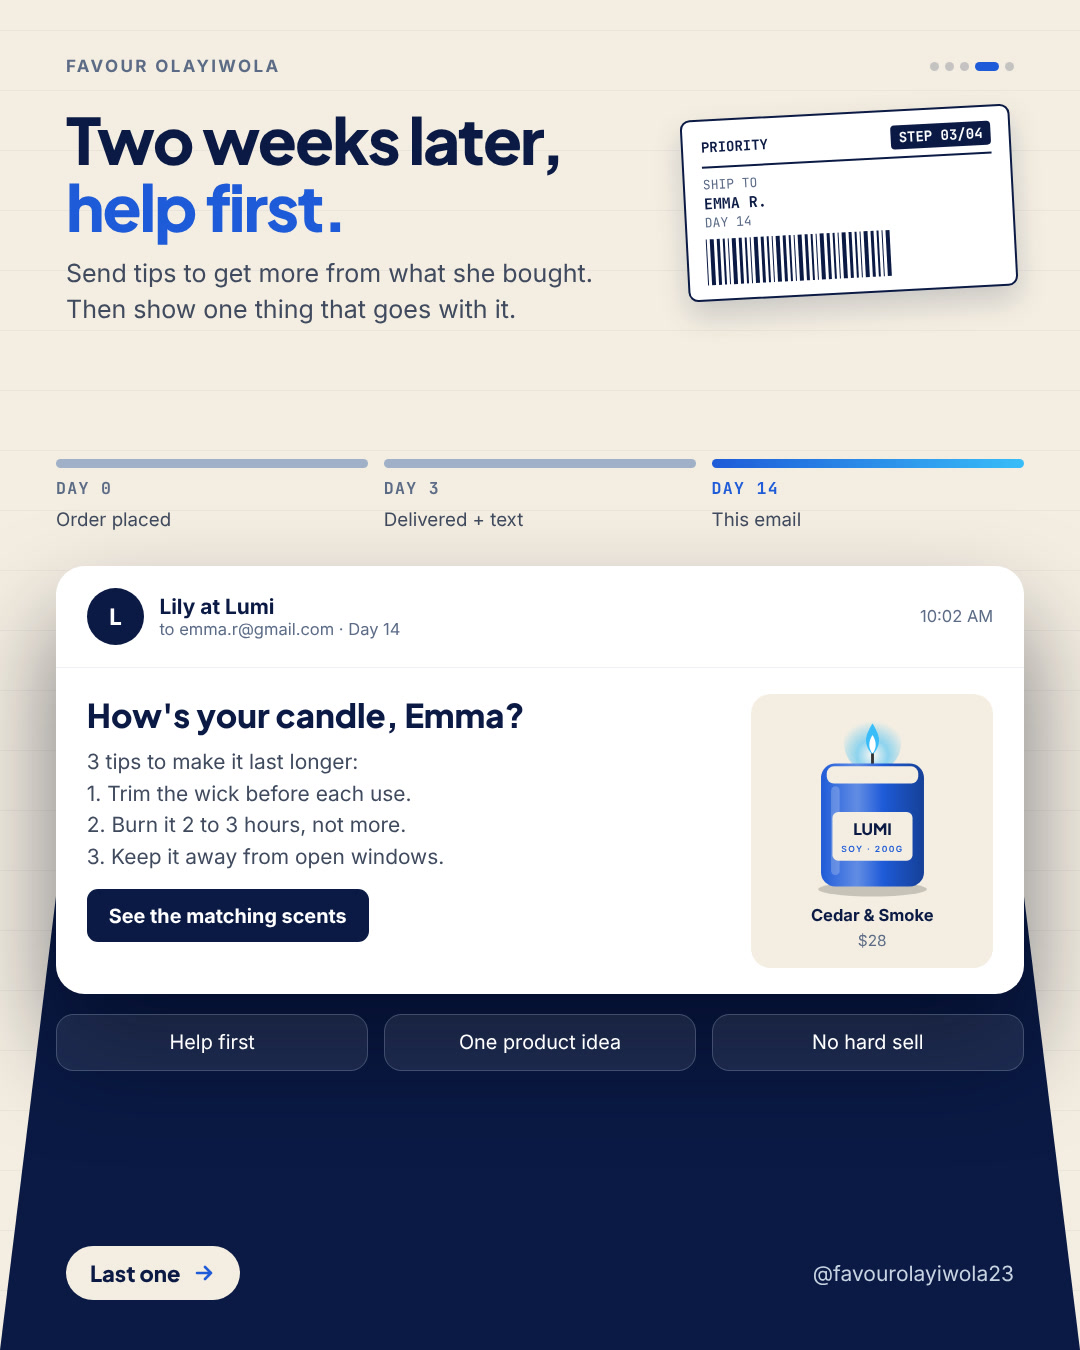 FAVOUR OLAYIWOLA
Two weeks later,
help first.
Send tips to get more from what she bought.
Then show one thing that goes with it.
PRIORITY
STEP 03/04
SHIP TO
EMMA R.
DAY 14
DAY 0
Order placed
DAY 3
Delivered + text
DAY 14
This email
L
Lily at Lumi
to emma.r@gmail.com · Day 14
10:02 AM
How's your candle, Emma?
3 tips to make it last longer:
1. Trim the wick before each use.
2. Burn it 2 to 3 hours, not more.
3. Keep it away from open windows.
See the matching scents
LUMI
SOY · 200G
Cedar & Smoke
$28
Help first
One product idea
No hard sell
Last one →
@favourolayiwola23